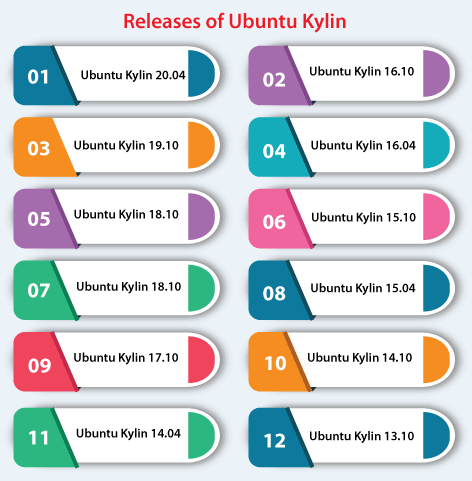 Releases of Ubuntu Kylin
01 Ubuntu Kylin 20.04
02 Ubuntu Kylin 16.10
03 Ubuntu Kylin 19.10
04 Ubuntu Kylin 16.04
05 Ubuntu Kylin 18.10
06 Ubuntu Kylin 15.10
07 Ubuntu Kylin 18.10
08 Ubuntu Kylin 15.04
09 Ubuntu Kylin 17.10
10 Ubuntu Kylin 14.10
11 Ubuntu Kylin 14.04
12 Ubuntu Kylin 13.10